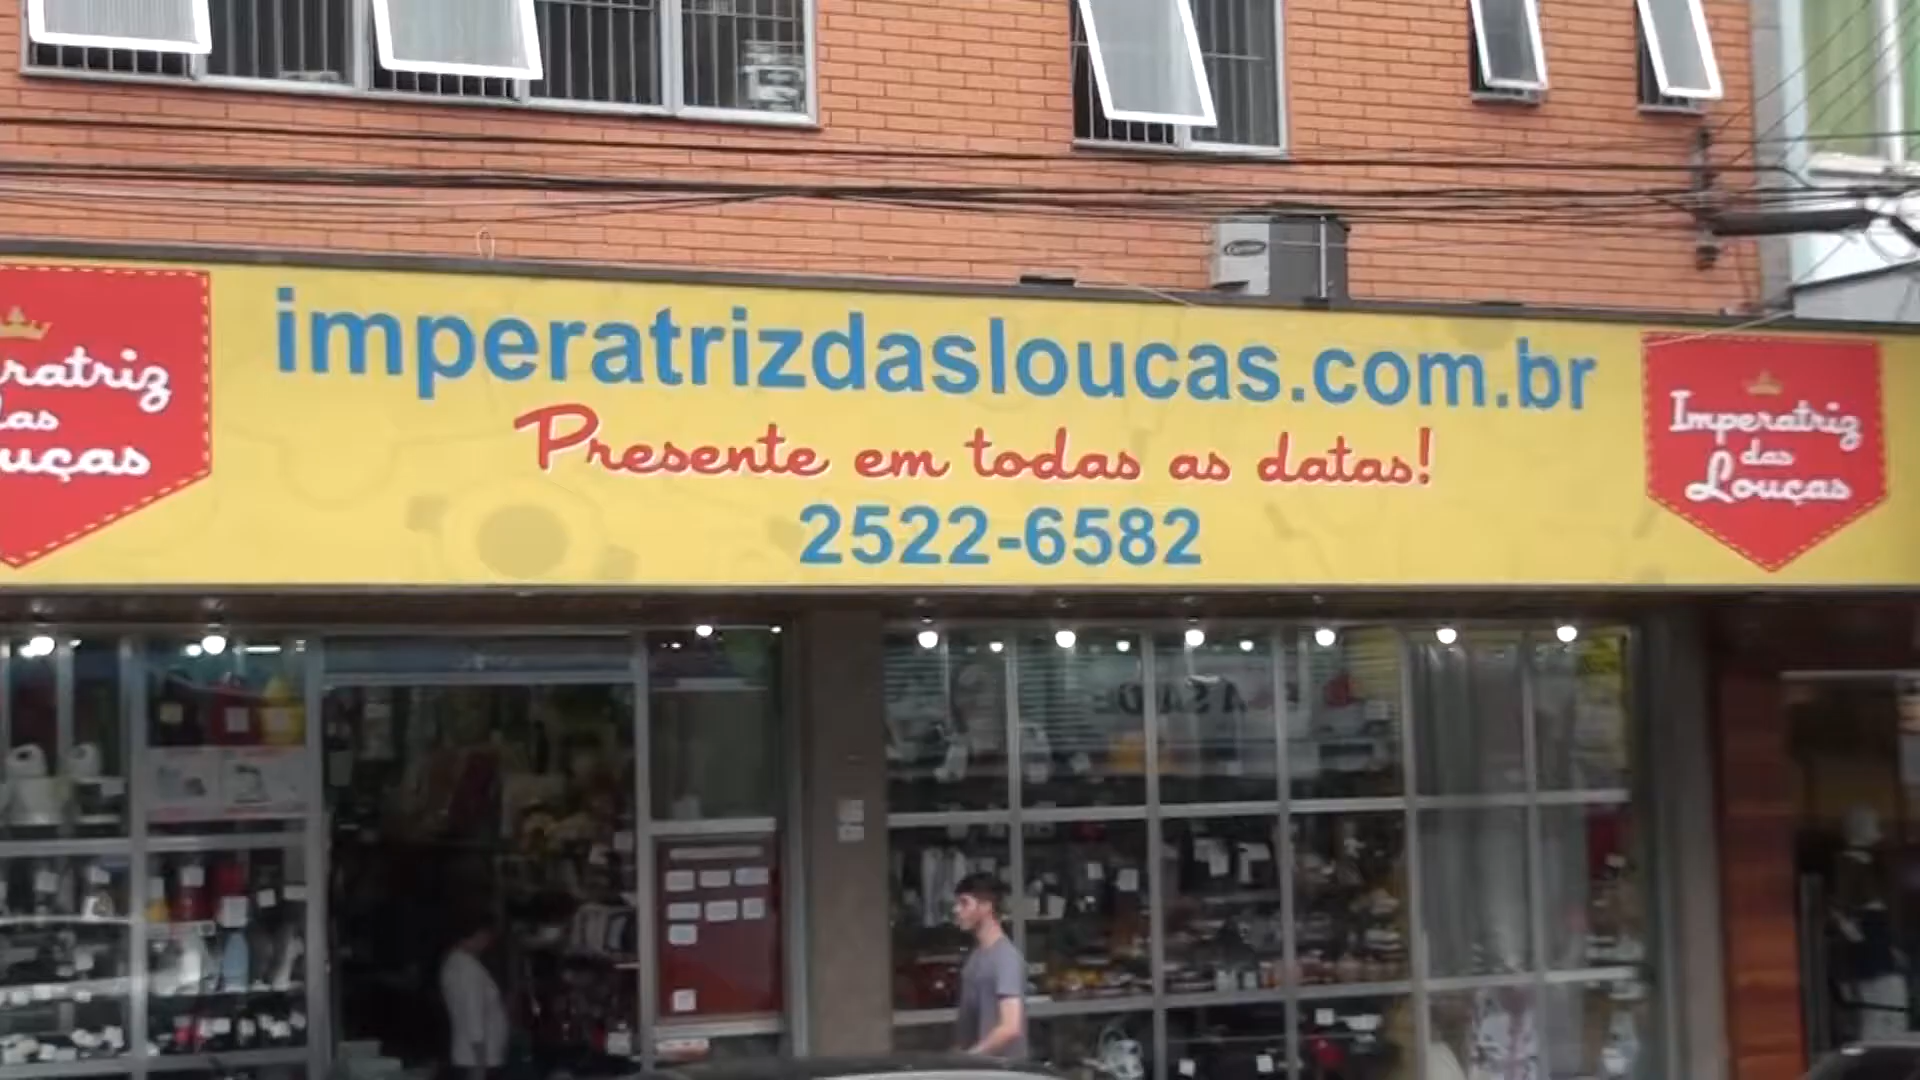 ratriz
das
uças
imperatrizdasloucas.com.br
Presente em todas as datas!
2522-6582
Imperatriz
das
Louças